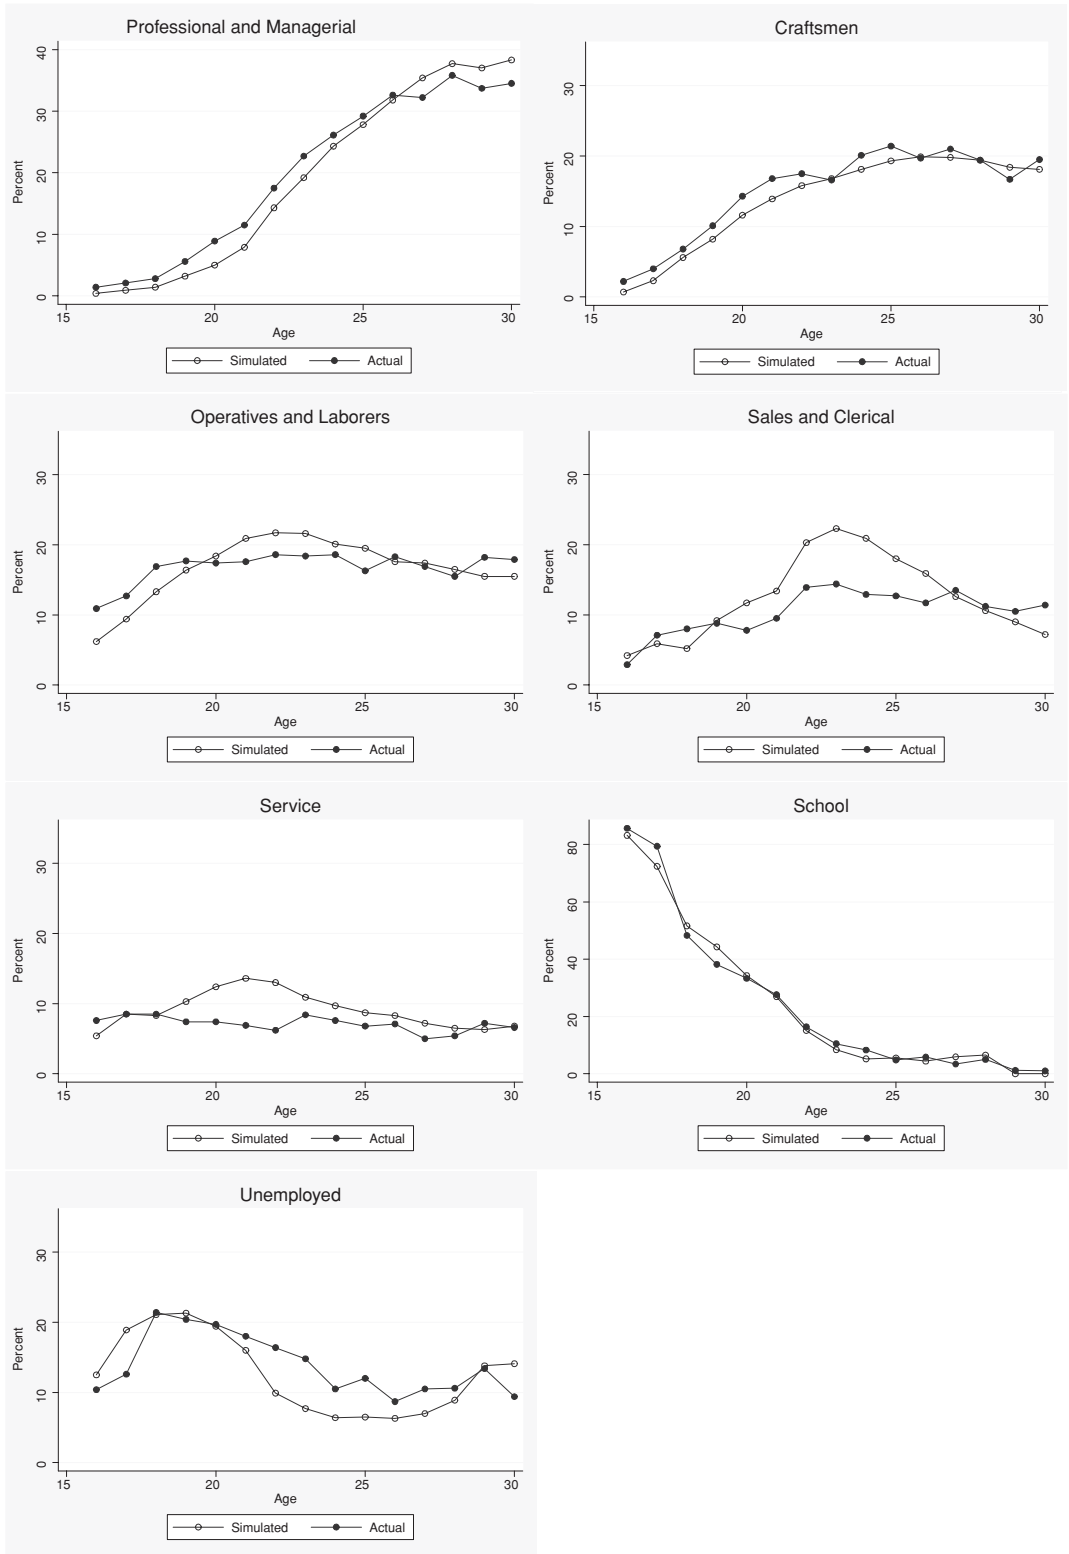 Professional and Managerial
40
30
20
10
0
Percent
15 20 25 30
Age
Simulated Actual
Craftsmen
30
20
10
0
Percent
15 20 25 30
Age
Simulated Actual
Operatives and Laborers
30
20
10
0
Percent
15 20 25 30
Age
Simulated Actual
Sales and Clerical
30
20
10
0
Percent
15 20 25 30
Age
Simulated Actual
Service
30
20
10
0
Percent
15 20 25 30
Age
Simulated Actual
School
80
60
40
20
0
Percent
15 20 25 30
Age
Simulated Actual
Unemployed
30
20
10
0
Percent
15 20 25 30
Age
Simulated Actual